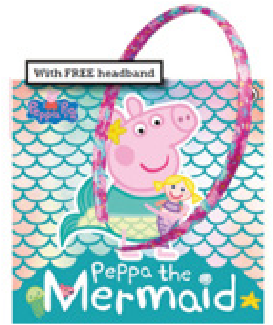 With FREE headband
Peppa Pig
Peppa the
Mermaid